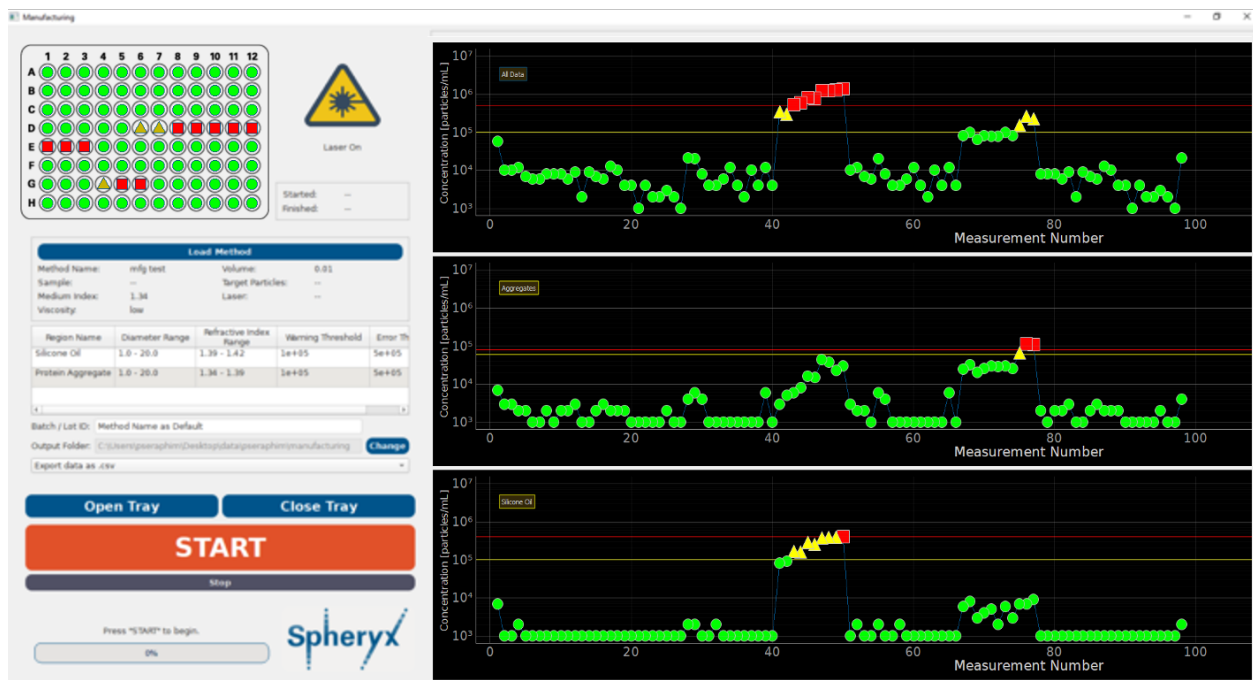 Manufacturing
1 2 3 4 5 6 7 8 9 10 11 12
A
B
C
D
E
F
G
H
Laser On
Started: --
Finished: --
Load Method
Method Name: mfg test Volume: 0.01
Sample: -- Target Particles: --
Medium Index: 1.34 Laser: --
Viscosity: low
Region Name Diameter Range Refractive Index Range Warning Threshold Error Th
Silicone Oil 1.0 - 20.0 1.39 - 1.42 1e+05 5e+05
Protein Aggregate 1.0 - 20.0 1.34 - 1.39 1e+05 5e+05
Batch / Lot ID: Method Name as Default
Output Folder: C:\Users\pseraphim\Desktop\data\pseraphim\manufacturing Change
Export data as .csv
Open Tray Close Tray
START
Stop
Press "START" to begin.
0%
Spheryx
Concentration [particles/mL]
10⁷
10⁶
10⁵
10⁴
10³
All Data
0 20 40 60 80 100
Measurement Number
Concentration [particles/mL]
10⁷
10⁶
10⁵
10⁴
10³
Aggregates
0 20 40 60 80 100
Measurement Number
Concentration [particles/mL]
10⁷
10⁶
10⁵
10⁴
10³
Silicone Oil
0 20 40 60 80 100
Measurement Number